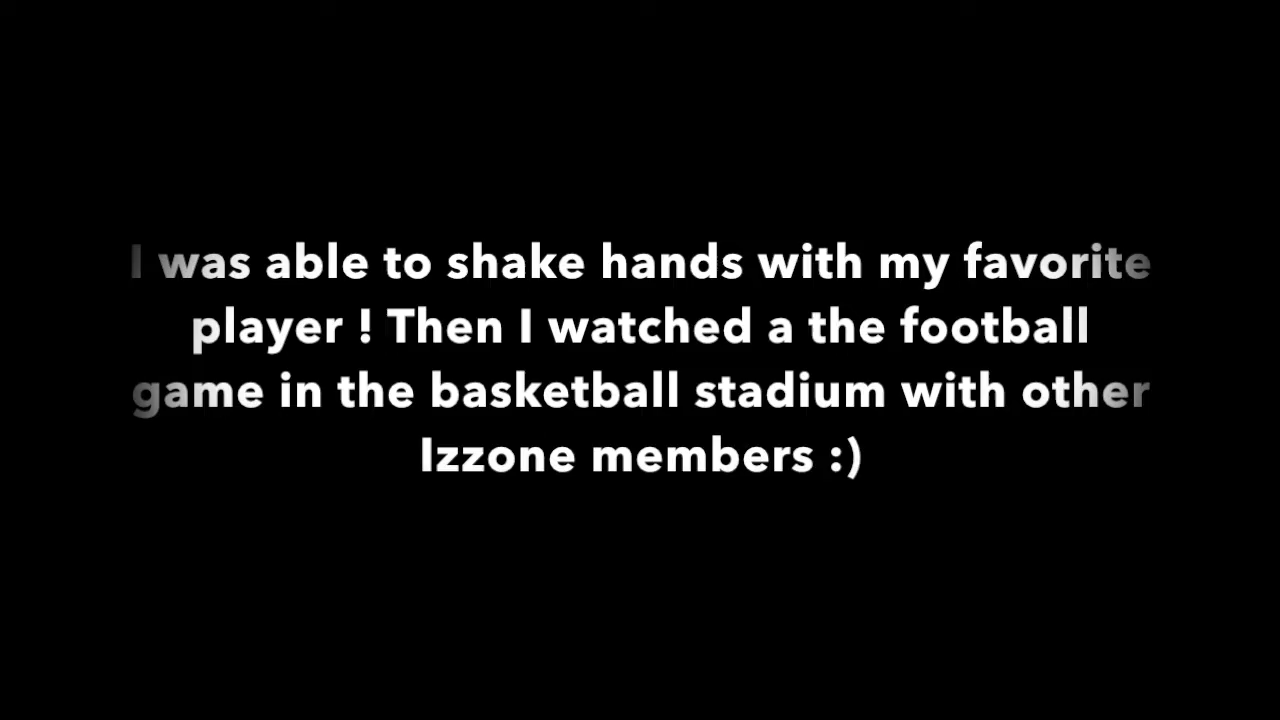 I was able to shake hands with my favorite
player ! Then I watched a the football
game in the basketball stadium with other
Izzone members :)